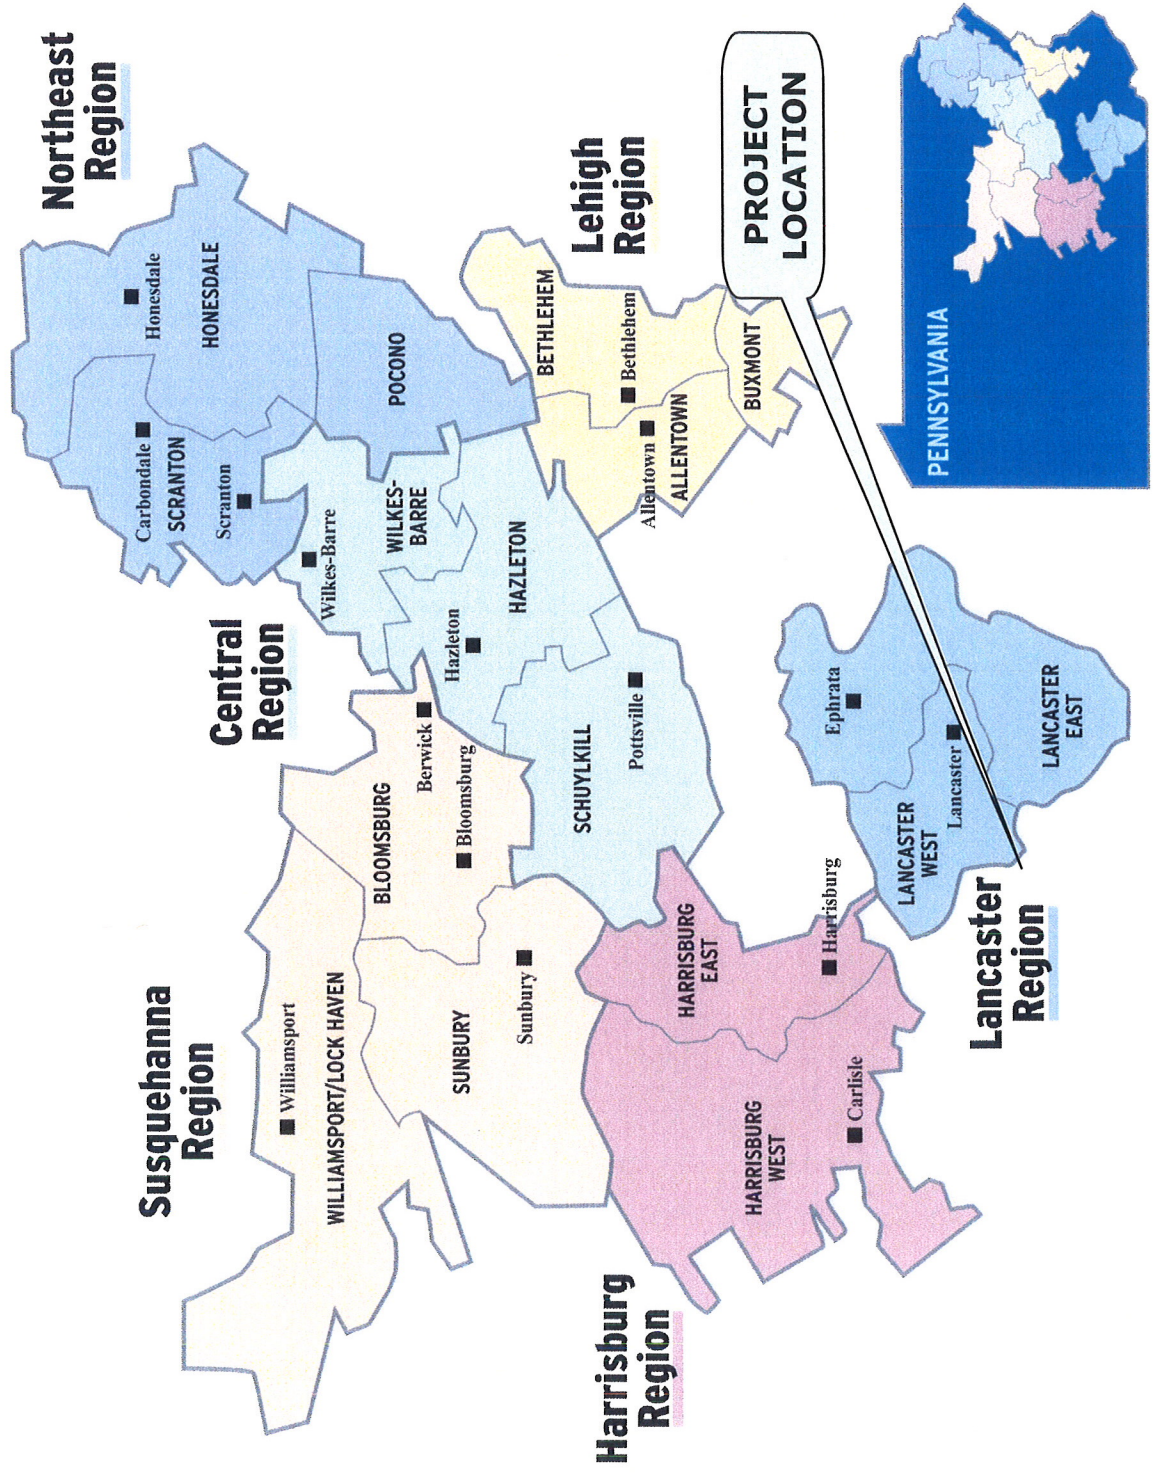 Northeast
Region
Honesdale
HONESDALE
Carbondale
SCRANTON
Scranton
POCONO
Lehigh
Region
BETHLEHEM
Bethlehem
Allentown
ALLENTOWN
BUXMONT
PROJECT
LOCATION
PENNSYLVANIA
Central
Region
Wilkes-Barre
WILKES-
BARRE
Hazleton
HAZLETON
SCHUYLKILL
Pottsville
Susquehanna
Region
Williamsport
WILLIAMSPORT/LOCK HAVEN
BLOOMSBURG
Berwick
Bloomsburg
SUNBURY
Sunbury
Harrisburg
Region
HARRISBURG
EAST
Harrisburg
HARRISBURG
WEST
Carlisle
Lancaster
Region
Ephrata
LANCASTER
WEST
Lancaster
LANCASTER
EAST